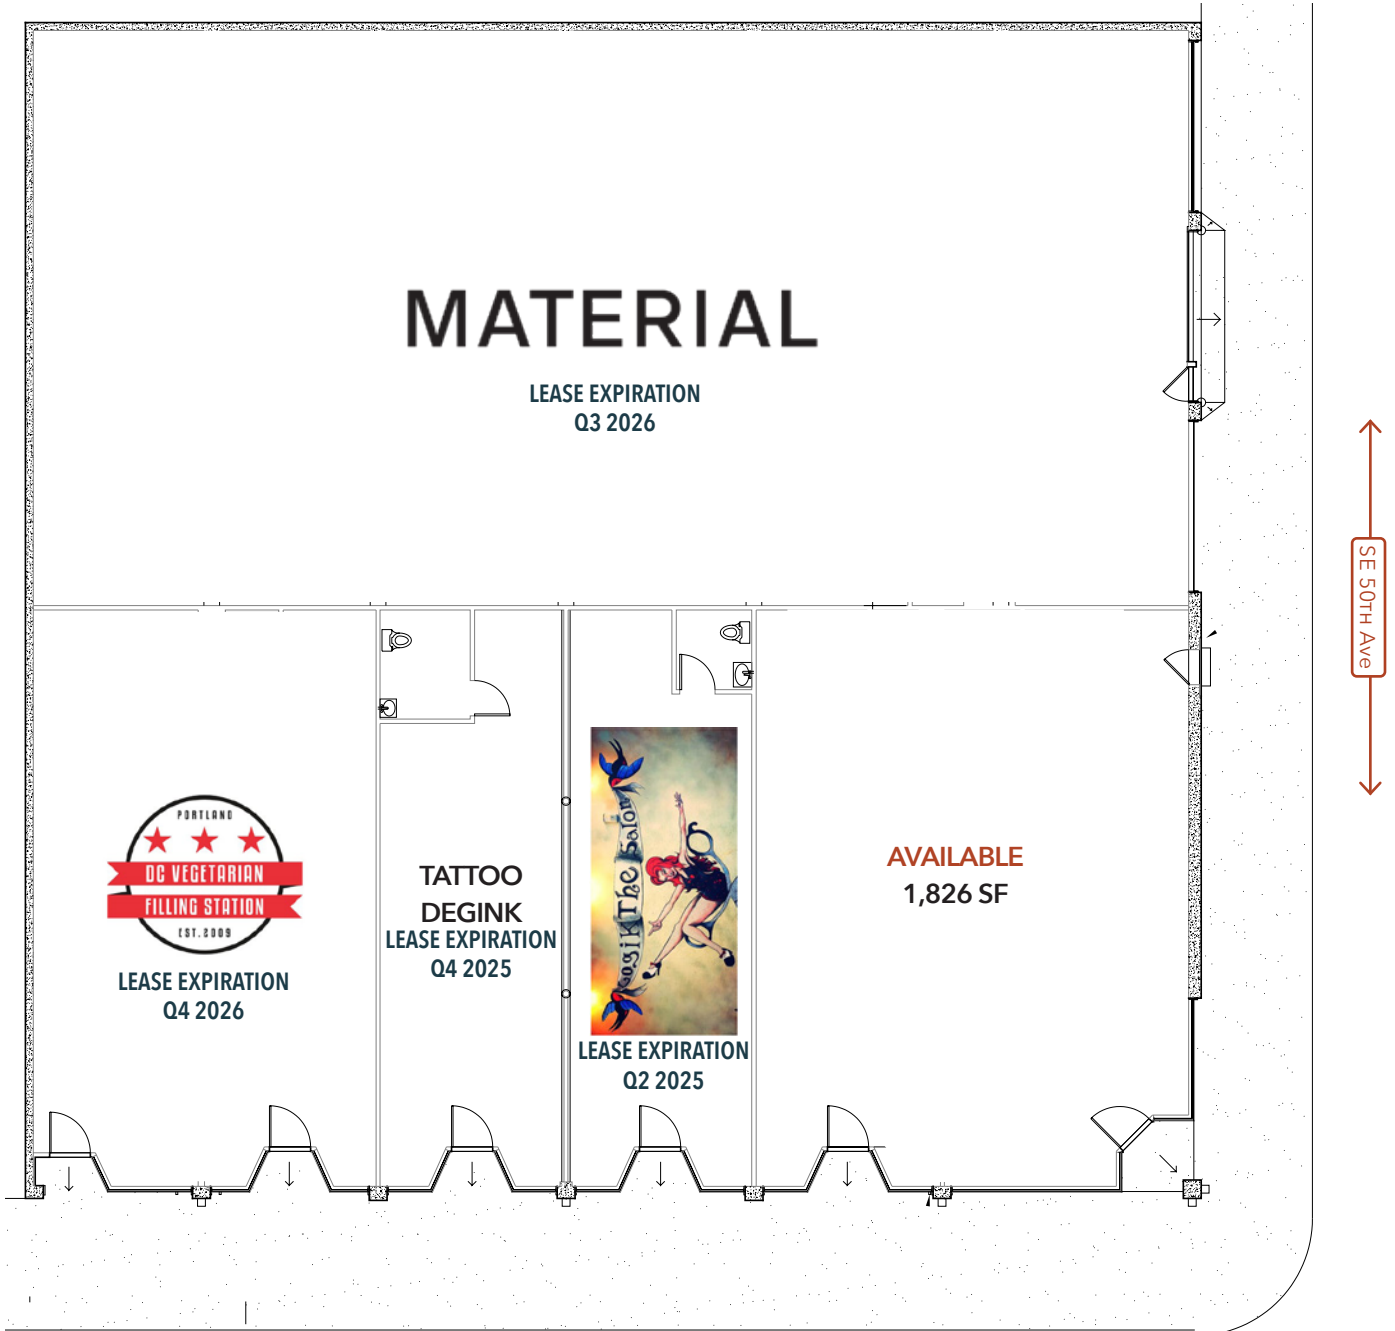 MATERIAL
LEASE EXPIRATION
Q3 2026
SE 50TH Ave
PORTLAND
DC VEGETARIAN
FILLING STATION
EST.2009
LEASE EXPIRATION
Q4 2026
TATTOO
DEGINK
LEASE EXPIRATION
Q4 2025
The Salon
LEASE EXPIRATION
Q2 2025
AVAILABLE
1,826 SF